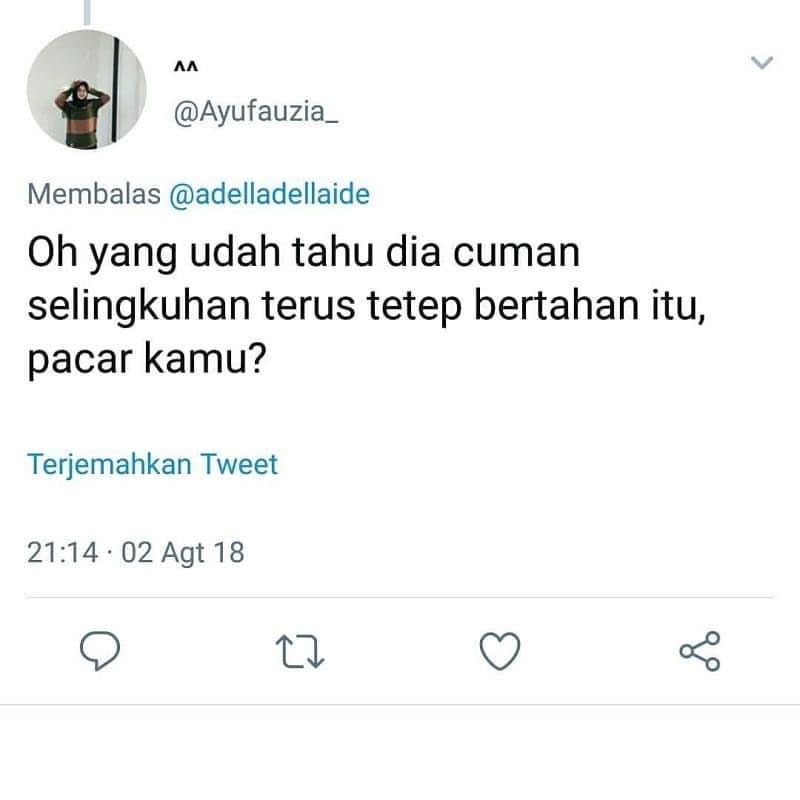 ^^
@Ayufauzia_
Membalas @adelladellaide
Oh yang udah tahu dia cuman
selingkuhan terus tetep bertahan itu,
pacar kamu?
Terjemahkan Tweet
21:14 · 02 Agt 18